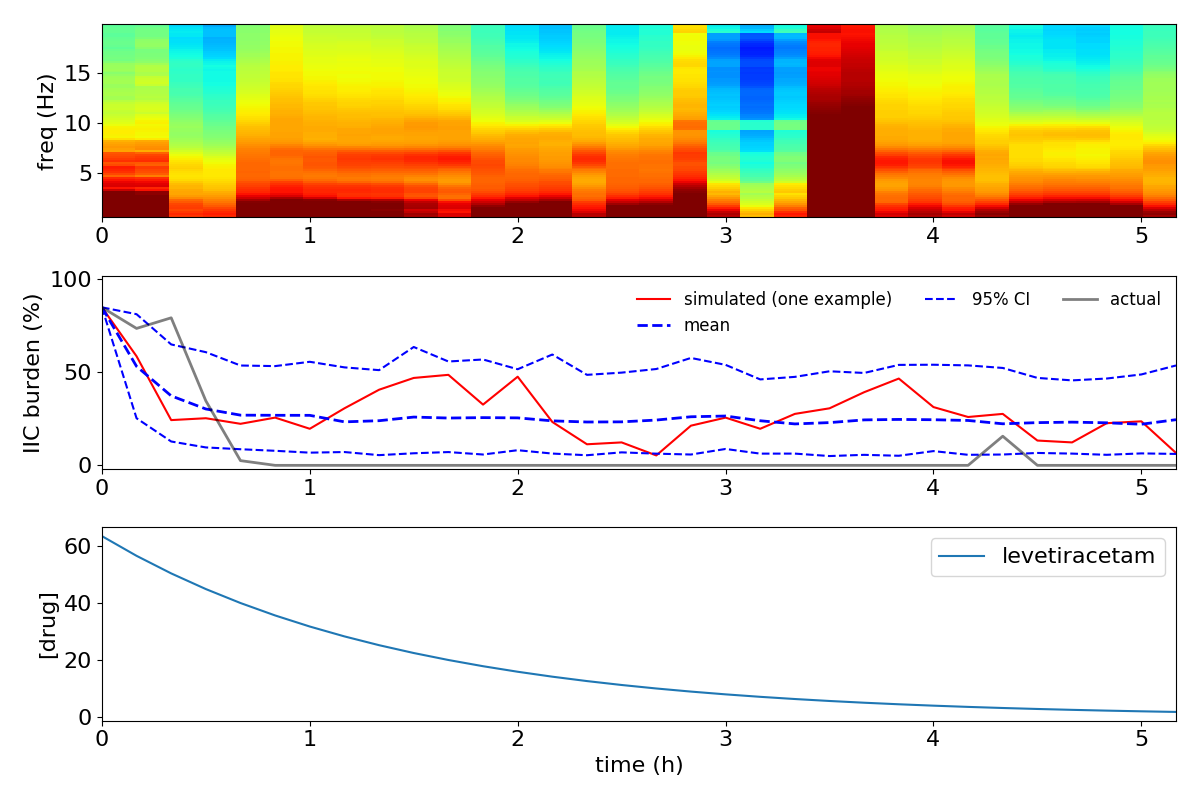 freq (Hz)
15
10
5
0 1 2 3 4 5
IIC burden (%)
100
50
0
simulated (one example)
mean
95% CI
actual
0 1 2 3 4 5
[drug]
60
40
20
0
levetiracetam
0 1 2 3 4 5
time (h)